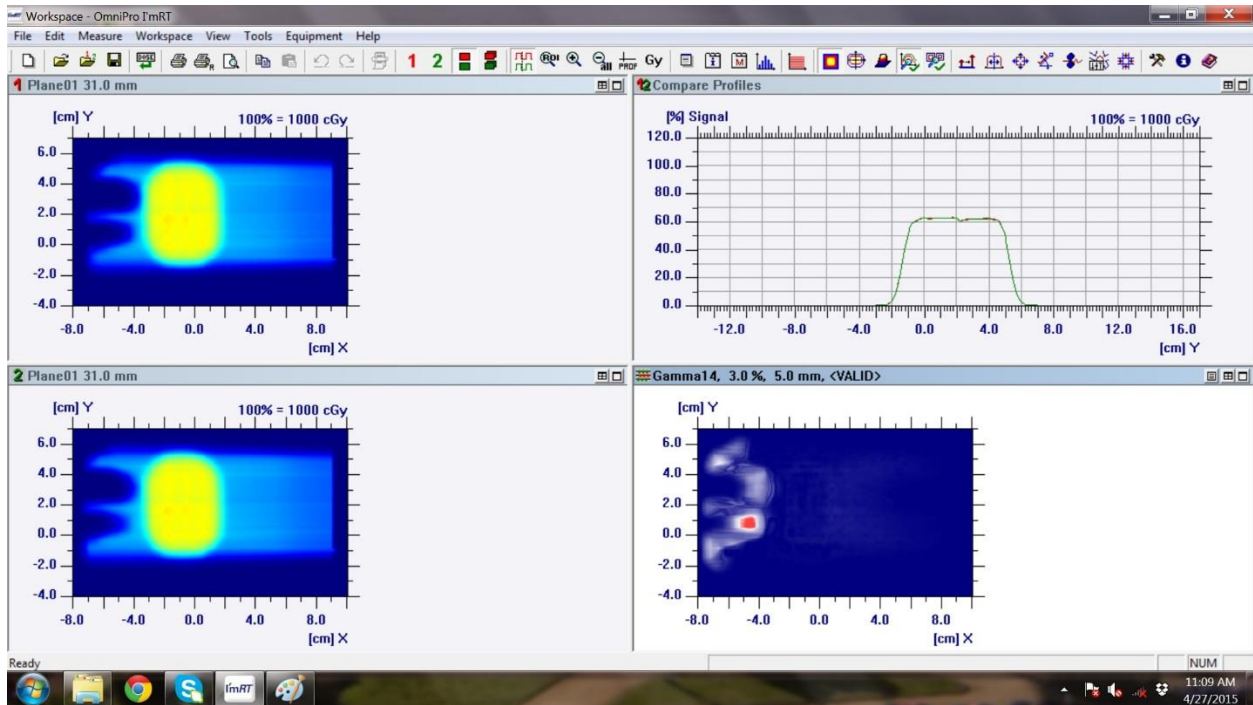 Workspace - OmniPro I'mRT
File Edit Measure Workspace View Tools Equipment Help
1 2 ROI all PROF Gy
1 Plane01 31.0 mm
[cm] Y 100% = 1000 cGy
6.0
4.0
2.0
0.0
-2.0
-4.0
-8.0 -4.0 0.0 4.0 8.0
[cm] X
12 Compare Profiles
[%] Signal 100% = 1000 cGy
120.0
100.0
80.0
60.0
40.0
20.0
0.0
-12.0 -8.0 -4.0 0.0 4.0 8.0 12.0 16.0
[cm] Y
2 Plane01 31.0 mm
[cm] Y 100% = 1000 cGy
6.0
4.0
2.0
0.0
-2.0
-4.0
-8.0 -4.0 0.0 4.0 8.0
[cm] X
Gamma14, 3.0 %, 5.0 mm, <VALID>
[cm] Y
6.0
4.0
2.0
0.0
-2.0
-4.0
-8.0 -4.0 0.0 4.0 8.0
[cm] X
Ready NUM
I'mRT
11:09 AM
4/27/2015